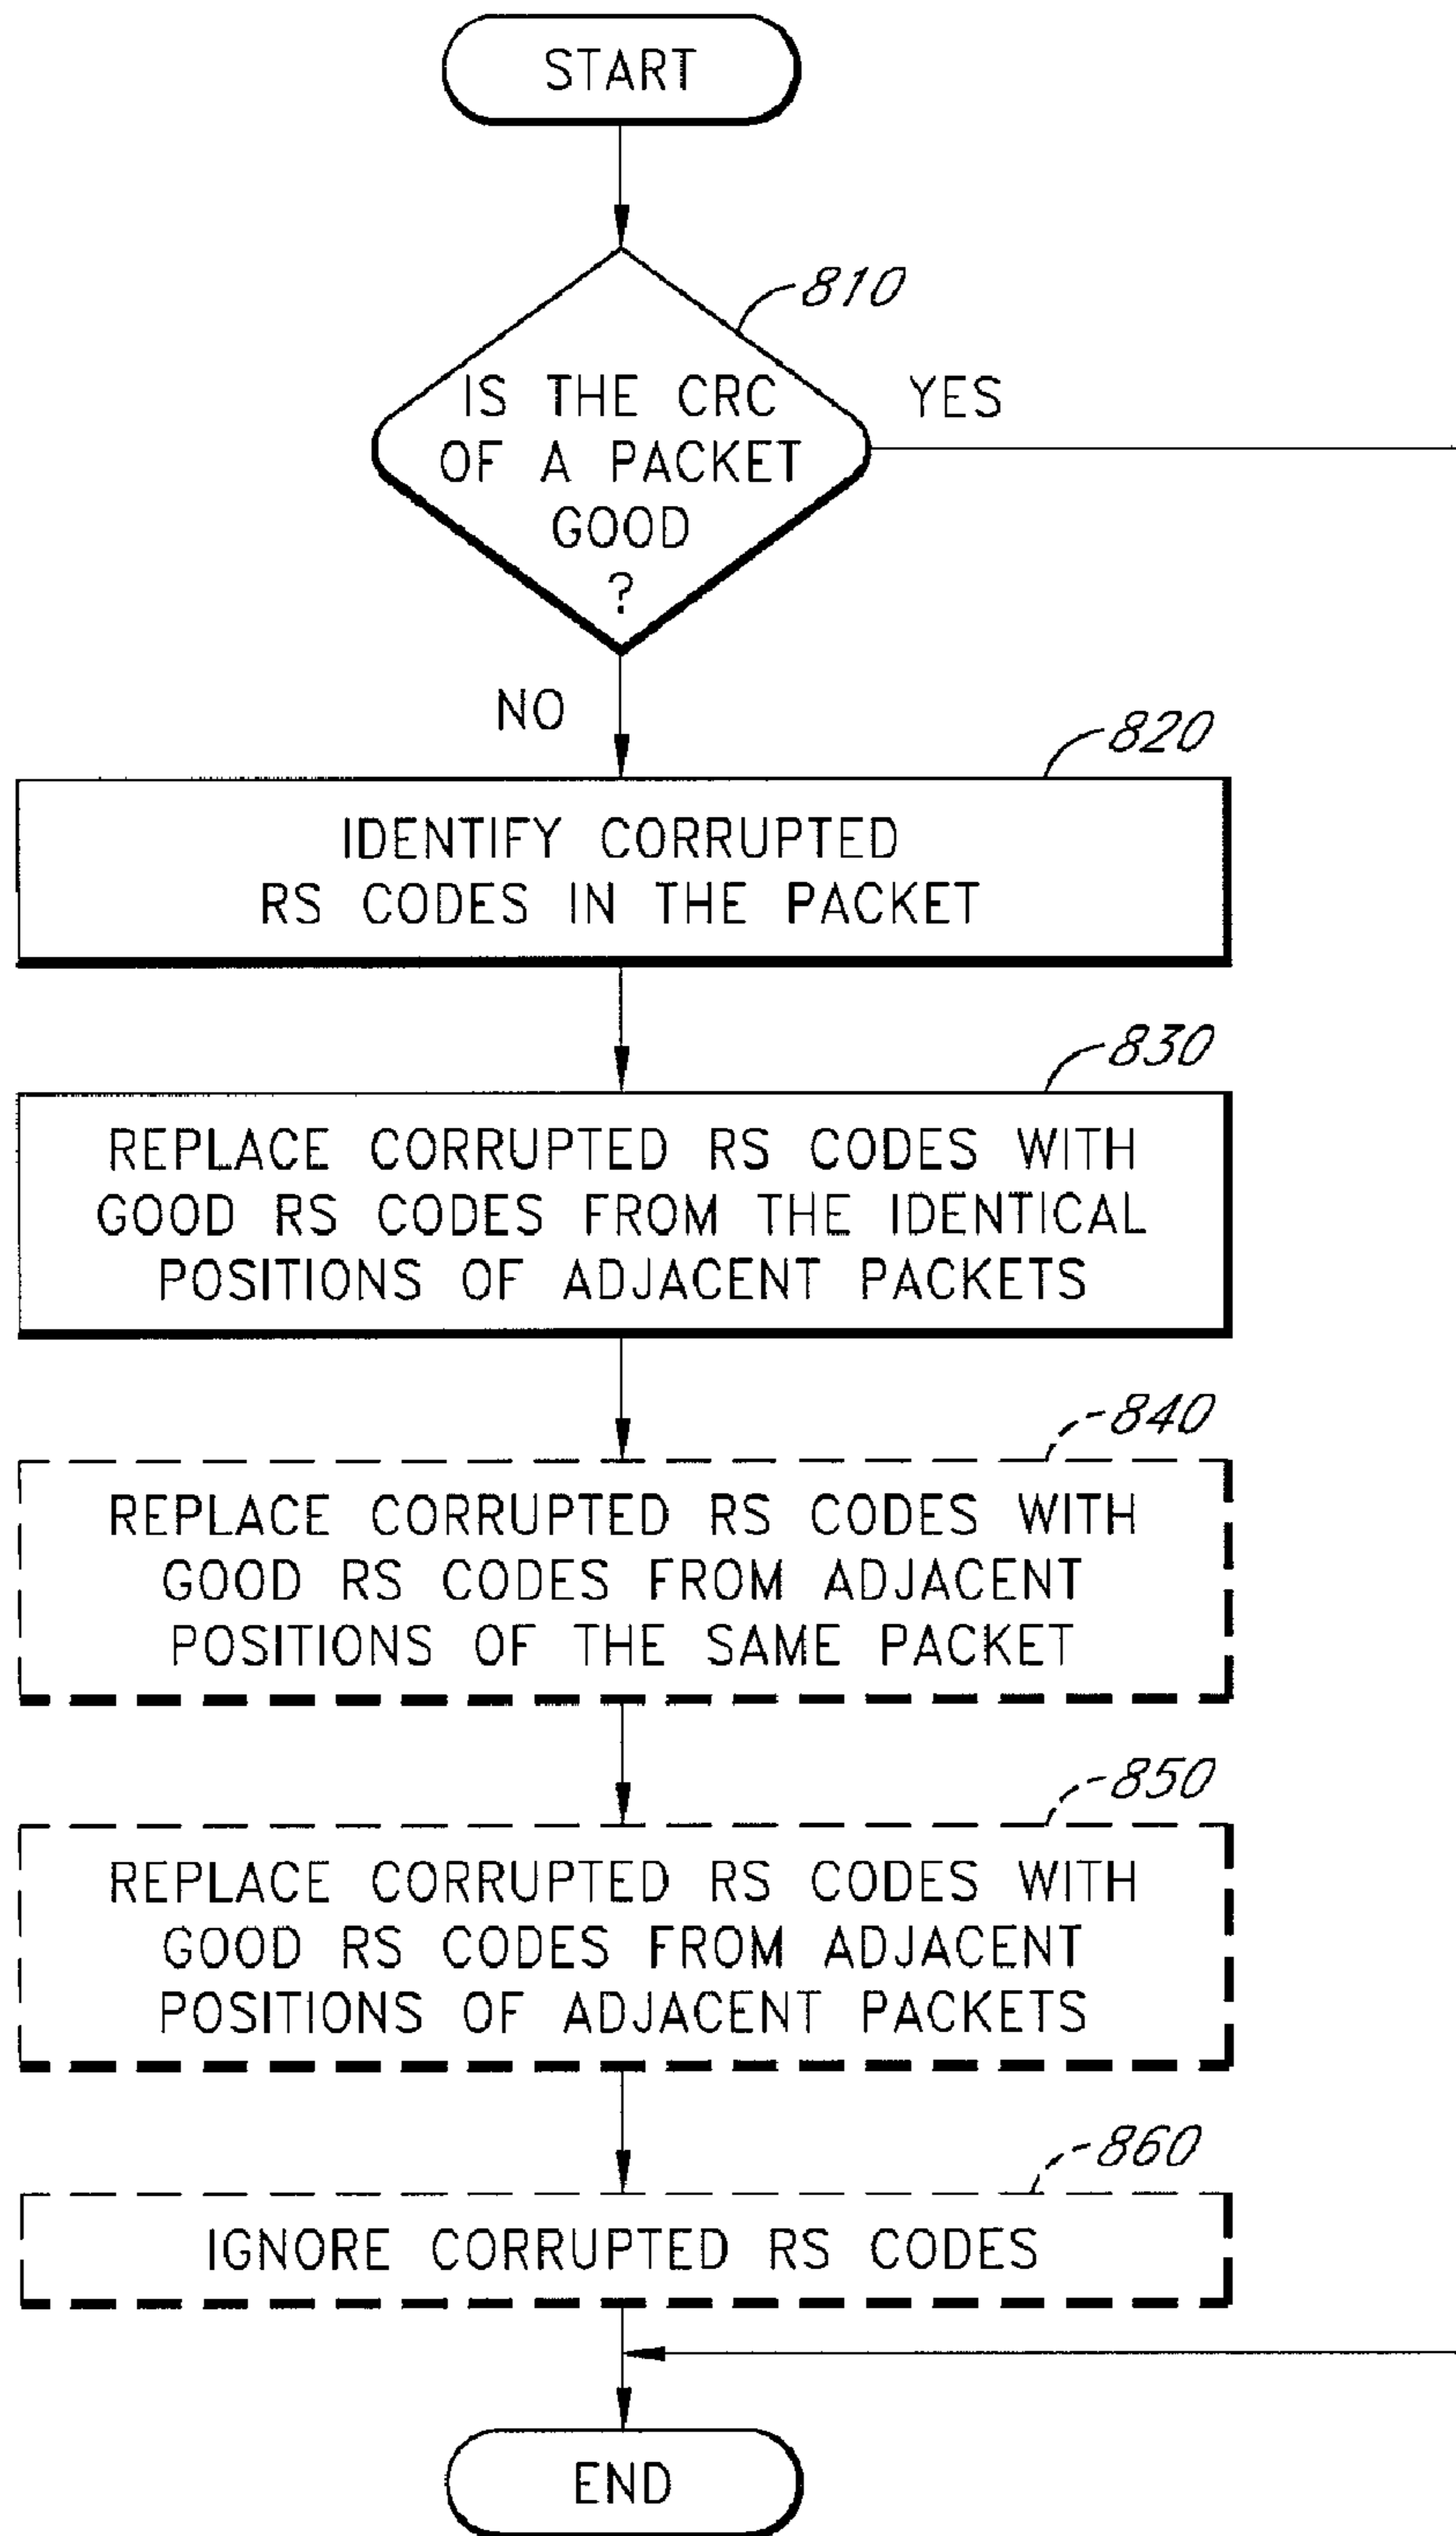 START
810
IS THE CRC
OF A PACKET
GOOD
?
YES
NO
820
IDENTIFY CORRUPTED
RS CODES IN THE PACKET
830
REPLACE CORRUPTED RS CODES WITH
GOOD RS CODES FROM THE IDENTICAL
POSITIONS OF ADJACENT PACKETS
840
REPLACE CORRUPTED RS CODES WITH
GOOD RS CODES FROM ADJACENT
POSITIONS OF THE SAME PACKET
850
REPLACE CORRUPTED RS CODES WITH
GOOD RS CODES FROM ADJACENT
POSITIONS OF ADJACENT PACKETS
860
IGNORE CORRUPTED RS CODES
END